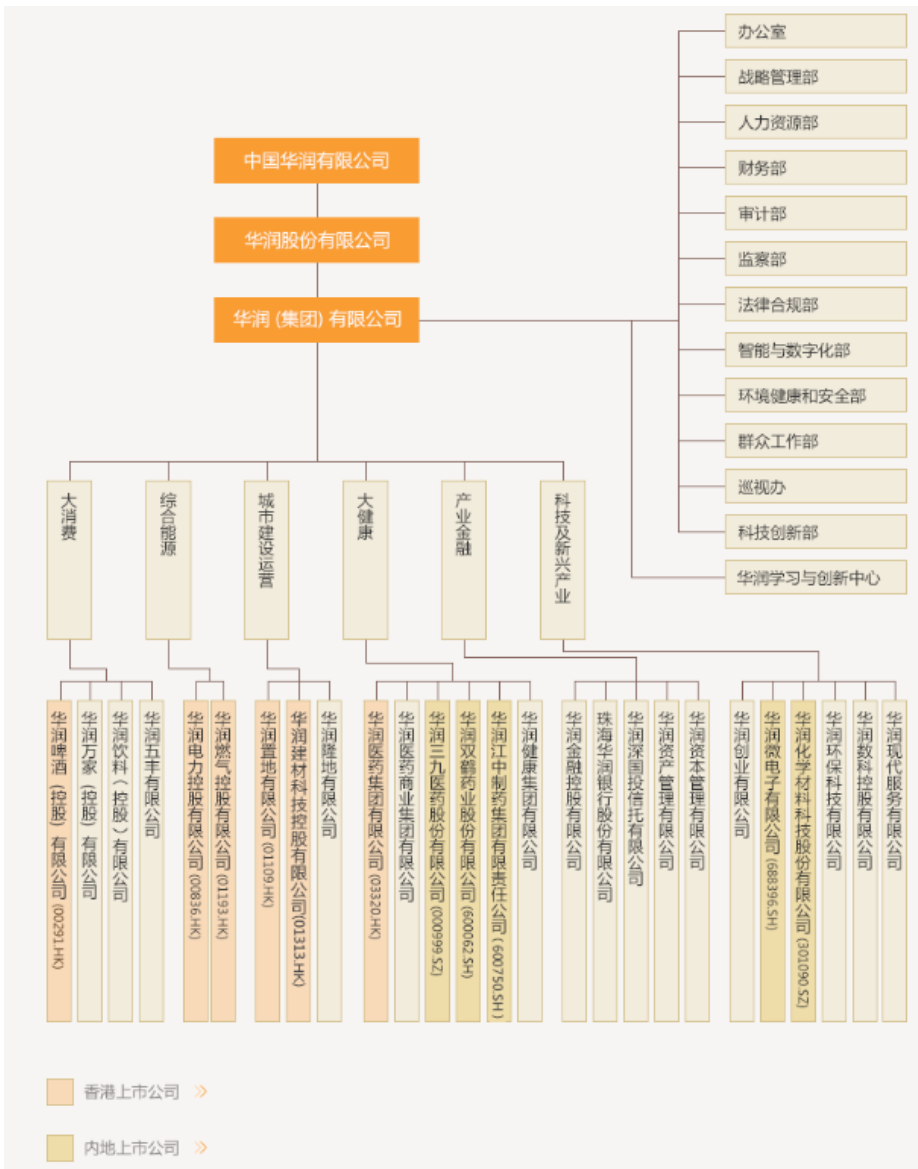 中国华润有限公司
华润股份有限公司
华润 (集团) 有限公司
办公室
战略管理部
人力资源部
财务部
审计部
监察部
法律合规部
智能与数字化部
环境健康和安全部
群众工作部
巡视办
科技创新部
华润学习与创新中心
大消费
综合能源
城市建设运营
大健康
产业金融
科技及新兴产业
华润啤酒（控股）有限公司 (00291.HK)
华润万家（控股）有限公司
华润饮料（控股）有限公司
华润五丰有限公司
华润电力控股有限公司 (00836.HK)
华润燃气控股有限公司 (01193.HK)
华润置地有限公司 (01109.HK)
华润建材科技控股有限公司(01313.HK)
华润隆地有限公司
华润医药集团有限公司 (03320.HK)
华润医药商业集团有限公司
华润三九医药股份有限公司 (000999.SZ)
华润双鹤药业股份有限公司 (600062.SH)
华润江中制药集团有限责任公司 ( 600750.SH )
华润健康集团有限公司
华润金融控股有限公司
珠海华润银行股份有限公司
华润深国投信托有限公司
华润资产管理有限公司
华润资本管理有限公司
华润创业有限公司
华润微电子有限公司 (688396.SH)
华润化学材料科技股份有限公司 (301090.SZ)
华润环保科技有限公司
华润数科控股有限公司
华润现代服务有限公司
香港上市公司 »
内地上市公司 »